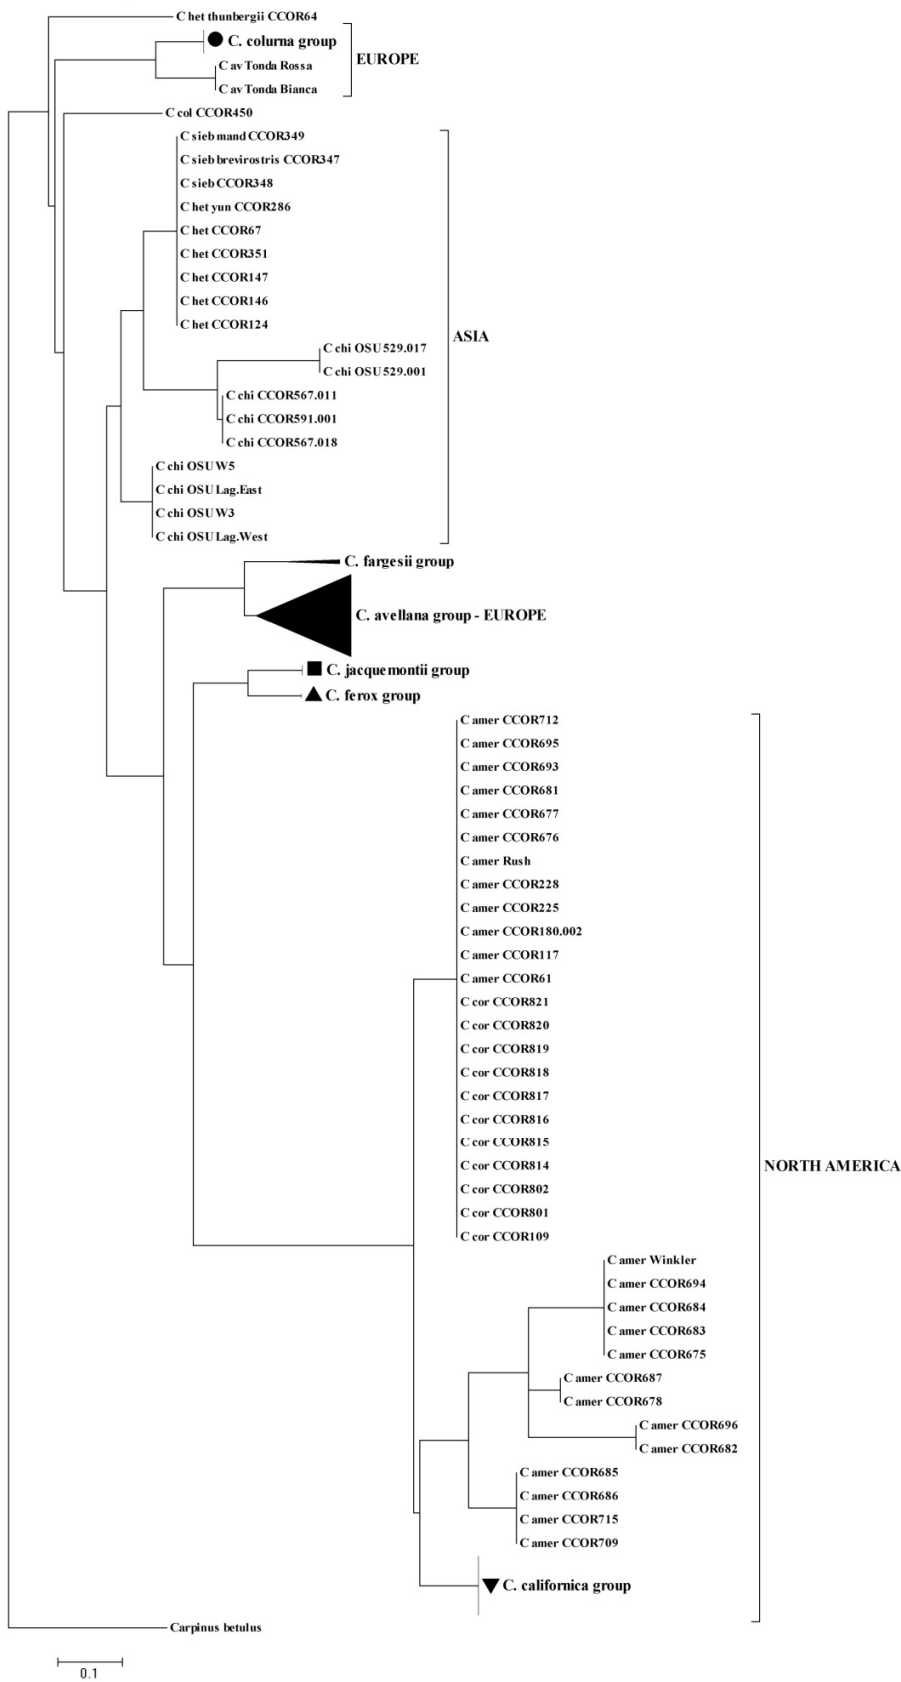 C het thunbergii CCOR64
C. colurna group
EUROPE
C av Tonda Rossa
C av Tonda Bianca
C col CCOR450
C sieb mand CCOR349
C sieb brevirostris CCOR347
C sieb CCOR348
C het yun CCOR286
C het CCOR67
C het CCOR351
C het CCOR147
C het CCOR146
C het CCOR124
ASIA
C chi OSU529.017
C chi OSU529.001
C chi CCOR567.011
C chi CCOR591.001
C chi CCOR567.018
C chi OSU W5
C chi OSU Lag.East
C chi OSU W3
C chi OSU Lag.West
C. fargesii group
C. avellana group - EUROPE
C. jacquemontii group
C. ferox group
C amer CCOR712
C amer CCOR695
C amer CCOR693
C amer CCOR681
C amer CCOR677
C amer CCOR676
C amer Rush
C amer CCOR228
C amer CCOR225
C amer CCOR180.002
C amer CCOR117
C amer CCOR61
C cor CCOR821
C cor CCOR820
C cor CCOR819
C cor CCOR818
C cor CCOR817
C cor CCOR816
C cor CCOR815
C cor CCOR814
NORTH AMERICA
C cor CCOR802
C cor CCOR801
C cor CCOR109
C amer Winkler
C amer CCOR694
C amer CCOR684
C amer CCOR683
C amer CCOR675
C amer CCOR687
C amer CCOR678
C amer CCOR696
C amer CCOR682
C amer CCOR685
C amer CCOR686
C amer CCOR715
C amer CCOR709
C. californica group
Carpinus betulus
0.1